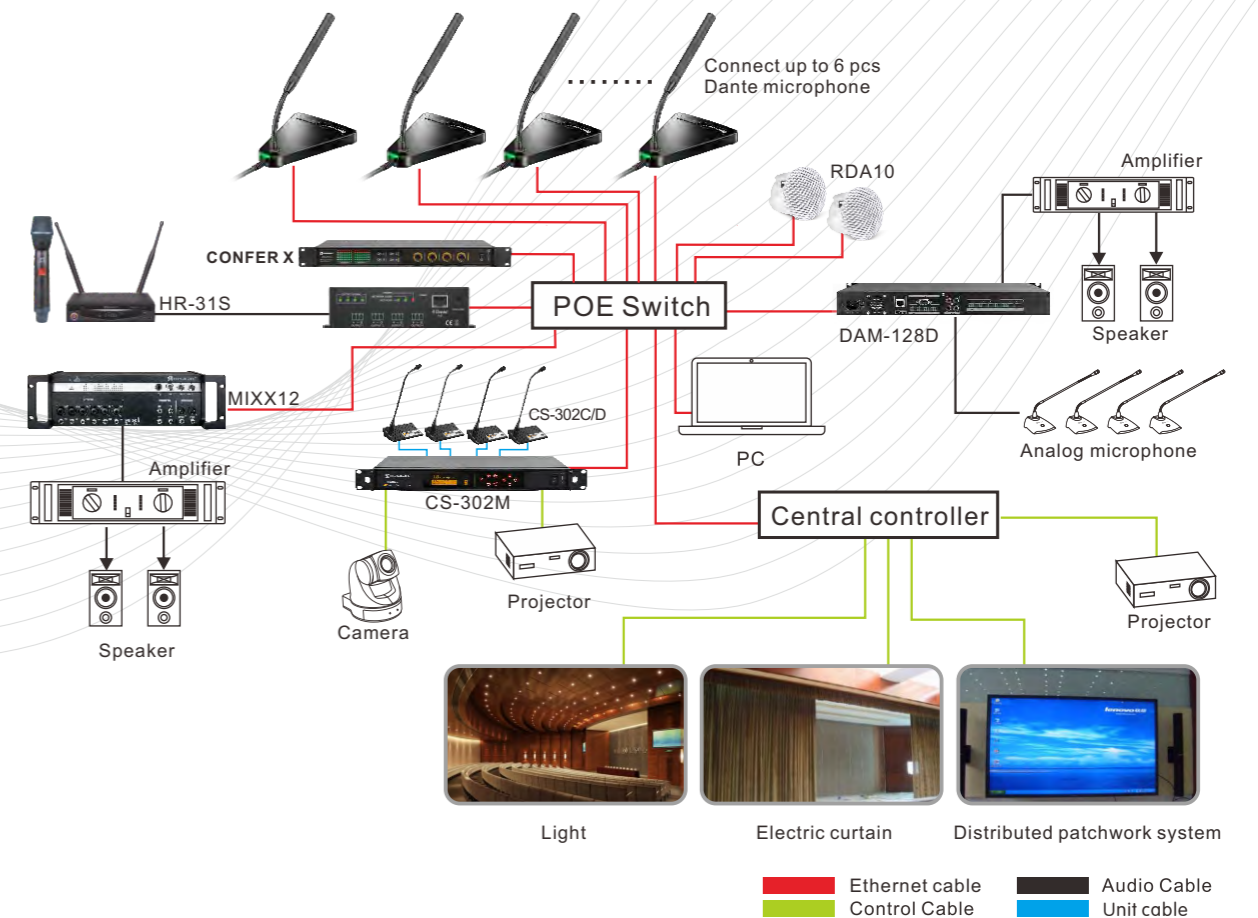 Connect up to 6 pcs
Dante microphone
RDA10
Amplifier
CONFER X
HR-31S
POE Switch
DAM-128D
Speaker
MIXX12
CS-302C/D
PC
Analog microphone
Amplifier
CS-302M
Central controller
Projector
Camera
Projector
Speaker
lenovo
Light
Electric curtain
Distributed patchwork system
Ethernet cable
Audio Cable
Control Cable
Unit cable